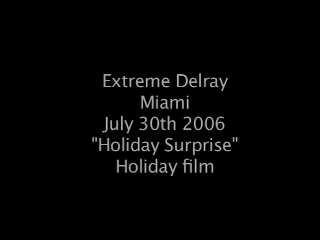 Extreme Delray
Miami
July 30th 2006
"Holiday Surprise"
Holiday film